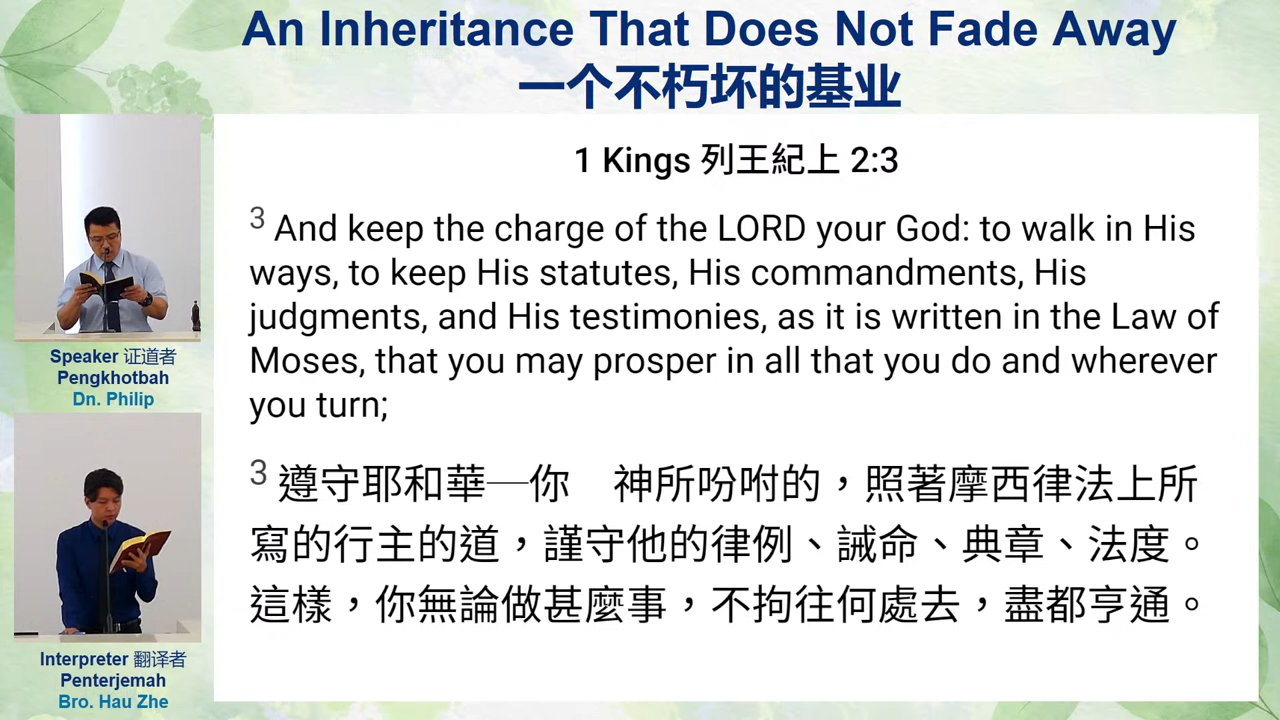 An Inheritance That Does Not Fade Away
一个不朽坏的基业
1 Kings 列王紀上 2:3
3 And keep the charge of the LORD your God: to walk in His
ways, to keep His statutes, His commandments, His
judgments, and His testimonies, as it is written in the Law of
Moses, that you may prosper in all that you do and wherever
you turn;
3 遵守耶和華─你　神所吩咐的，照著摩西律法上所
寫的行主的道，謹守他的律例、誡命、典章、法度。
這樣，你無論做甚麼事，不拘往何處去，盡都亨通。
Speaker 证道者
Pengkhotbah
Dn. Philip
Interpreter 翻译者
Penterjemah
Bro. Hau Zhe